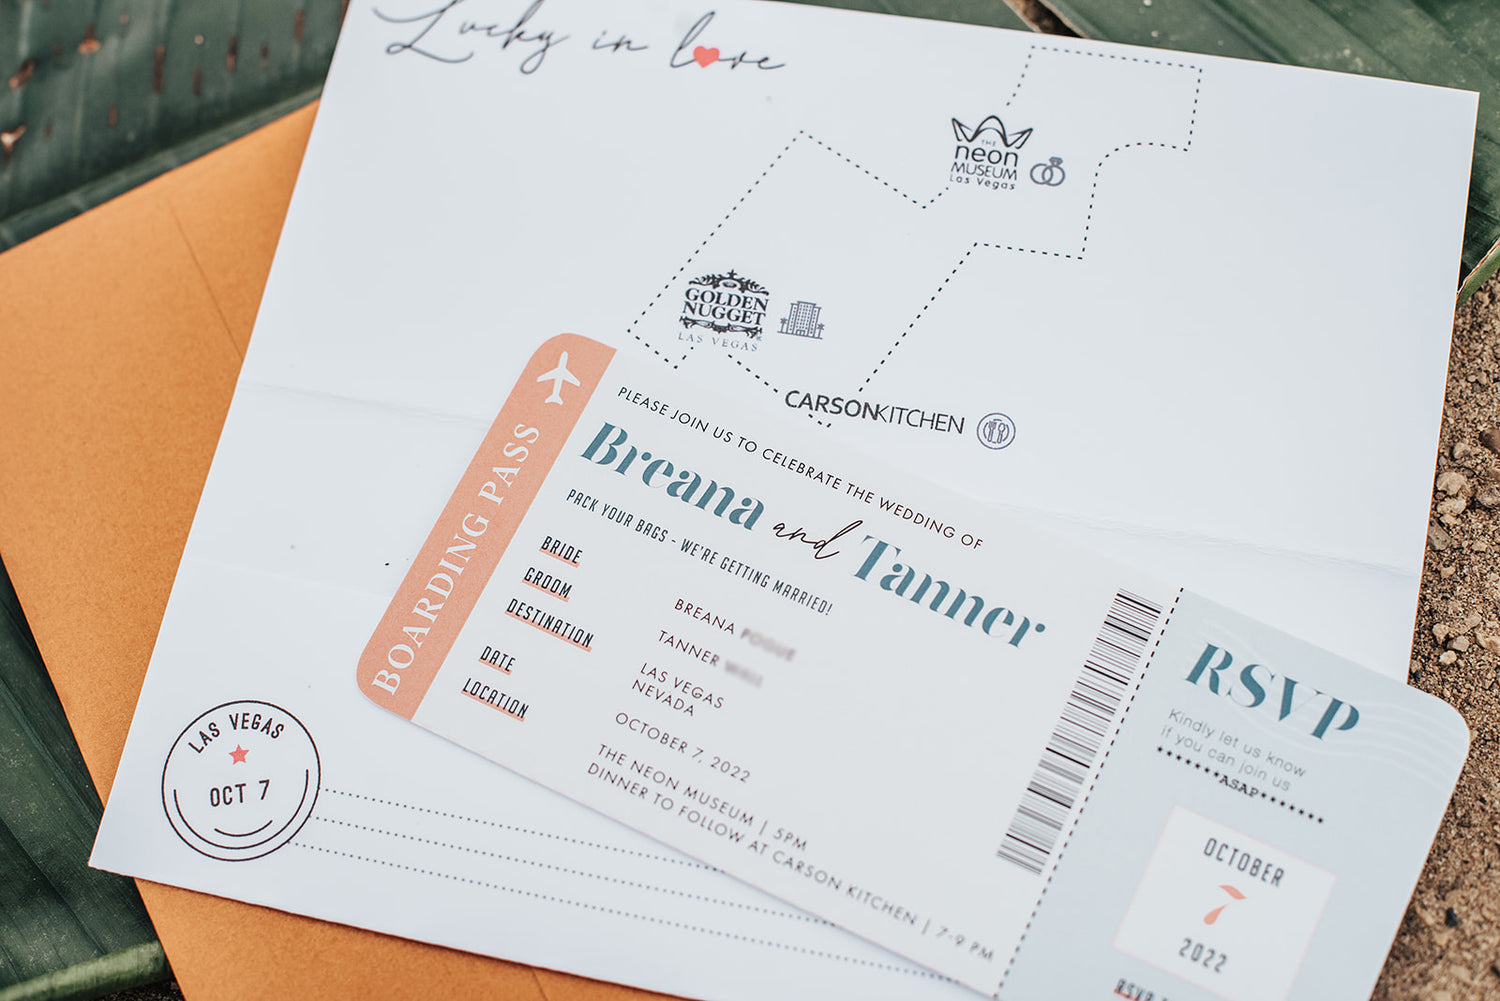 Lucky in love
THE
neon
MUSEUM
Las Vegas
GOLDEN
NUGGET
LAS VEGAS
CARSONKITCHEN
BOARDING PASS
PLEASE JOIN US TO CELEBRATE THE WEDDING OF
Breana and Tanner
PACK YOUR BAGS - WE'RE GETTING MARRIED!
BRIDE BREANA
GROOM TANNER
DESTINATION LAS VEGAS
NEVADA
DATE OCTOBER 7, 2022
LOCATION THE NEON MUSEUM | 5PM
DINNER TO FOLLOW AT CARSON KITCHEN | 7-9 PM
RSVP
Kindly let us know
if you can join us
ASAP
OCTOBER
7
2022
RSVP
LAS VEGAS
OCT 7